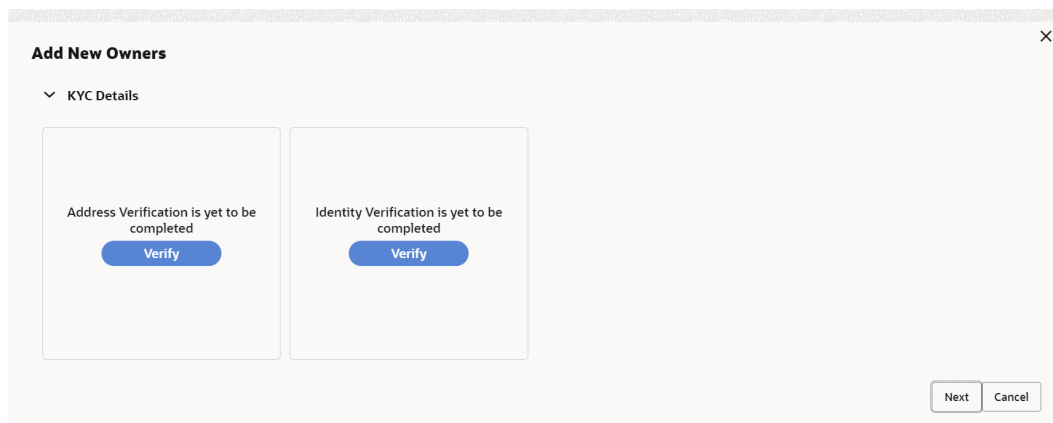 Add New Owners
KYC Details
Address Verification is yet to be
completed
Verify
Identity Verification is yet to be
completed
Verify
Next
Cancel